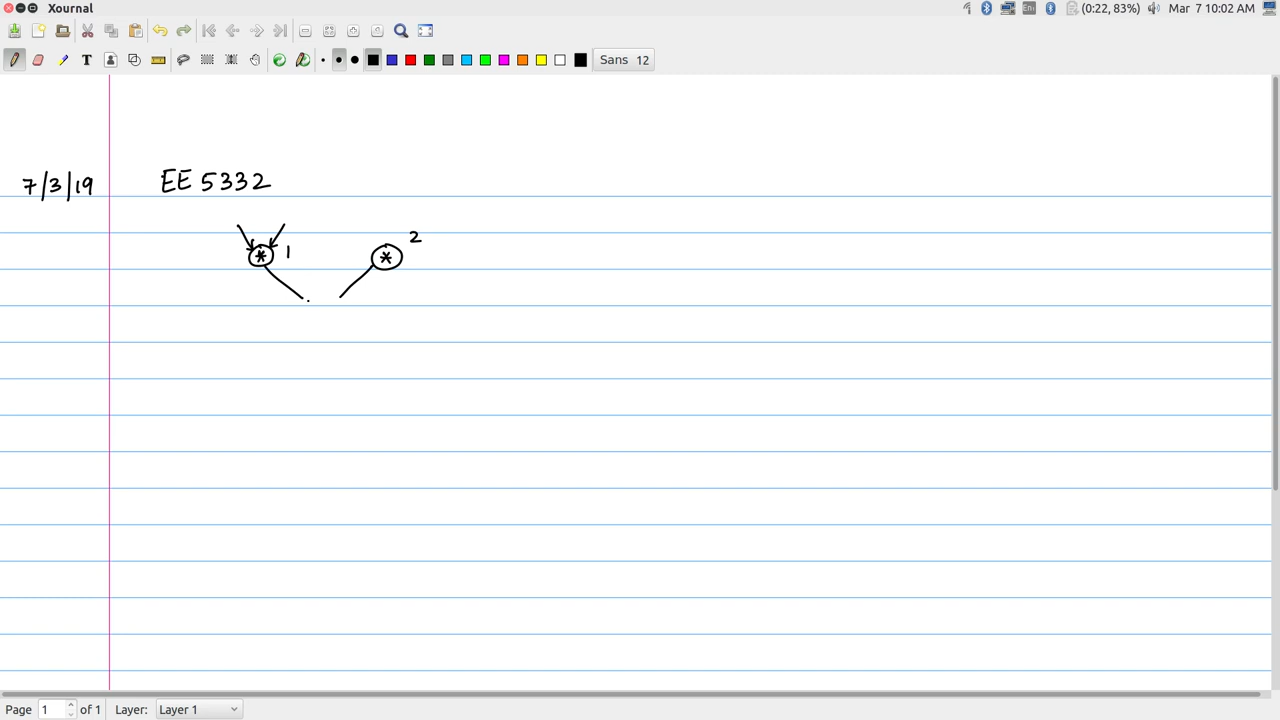 Xournal
En (0:22, 83%) Mar 7 10:02 AM
T Sans 12
7/3/19 EE 5332
* 1 * 2
Page 1 of 1 Layer: Layer 1